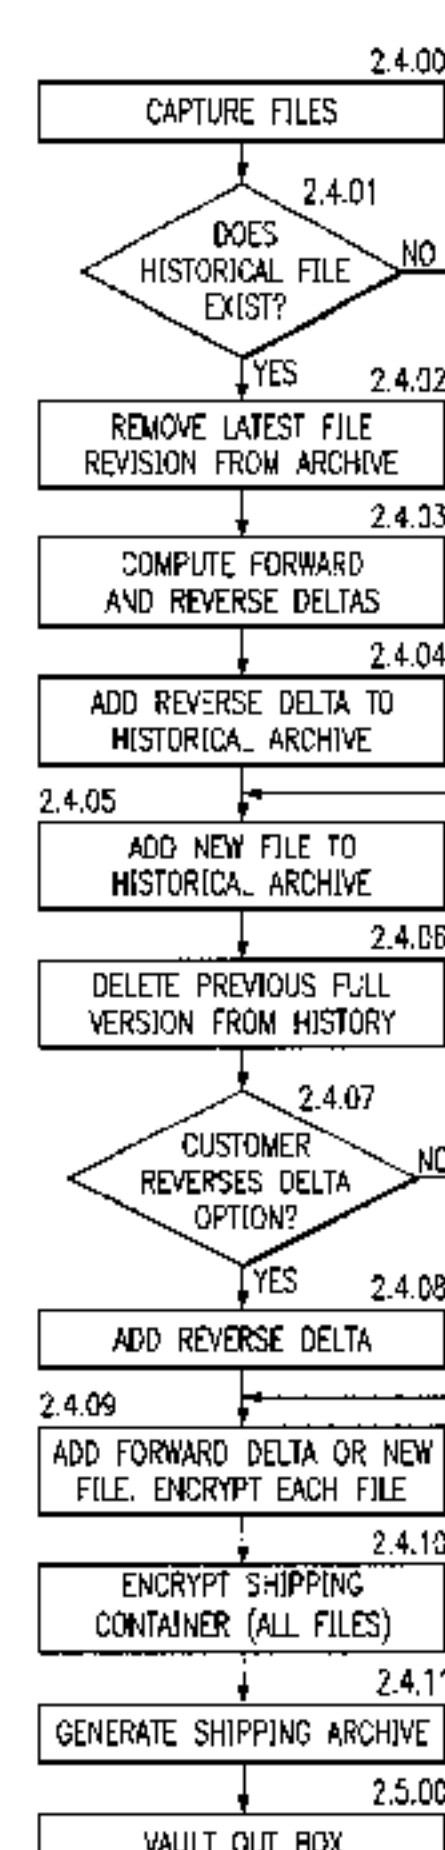 2.4.00
CAPTURE FILES
2.4.01
DOES
HISTORICAL FILE
EXIST?
NO
YES
2.4.02
REMOVE LATEST FILE
REVISION FROM ARCHIVE
2.4.03
COMPUTE FORWARD
AND REVERSE DELTAS
2.4.04
ADD REVERSE DELTA TO
HISTORICAL ARCHIVE
2.4.05
ADD NEW FILE TO
HISTORICAL ARCHIVE
2.4.06
DELETE PREVIOUS FULL
VERSION FROM HISTORY
2.4.07
CUSTOMER
REVERSES DELTA
OPTION?
NO
YES
2.4.08
ADD REVERSE DELTA
2.4.09
ADD FORWARD DELTA OR NEW
FILE. ENCRYPT EACH FILE
2.4.10
ENCRYPT SHIPPING
CONTAINER (ALL FILES)
2.4.11
GENERATE SHIPPING ARCHIVE
2.5.00
VAULT OUT BOX